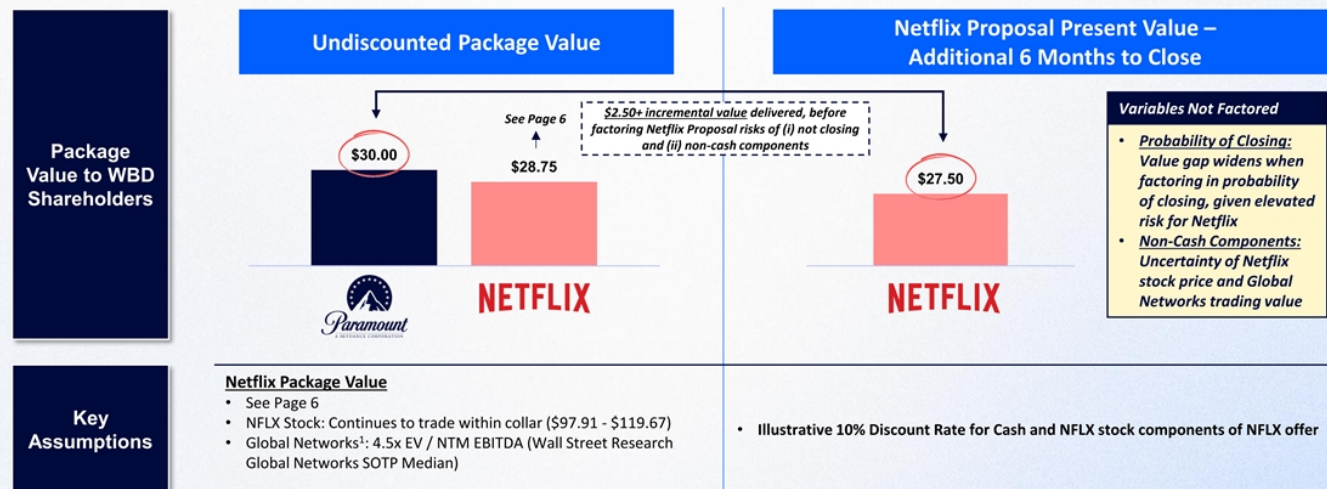 Undiscounted Package Value
Netflix Proposal Present Value –
Additional 6 Months to Close
Package
Value to WBD
Shareholders
$30.00
See Page 6
$28.75
$2.50+ incremental value delivered, before
factoring Netflix Proposal risks of (i) not closing
and (ii) non-cash components
$27.50
Variables Not Factored
• Probability of Closing:
Value gap widens when
factoring in probability
of closing, given elevated
risk for Netflix
• Non-Cash Components:
Uncertainty of Netflix
stock price and Global
Networks trading value
Paramount
A SKYDANCE CORPORATION
NETFLIX
NETFLIX
Key
Assumptions
Netflix Package Value
• See Page 6
• NFLX Stock: Continues to trade within collar ($97.91 - $119.67)
• Global Networks¹: 4.5x EV / NTM EBITDA (Wall Street Research
Global Networks SOTP Median)
• Illustrative 10% Discount Rate for Cash and NFLX stock components of NFLX offer